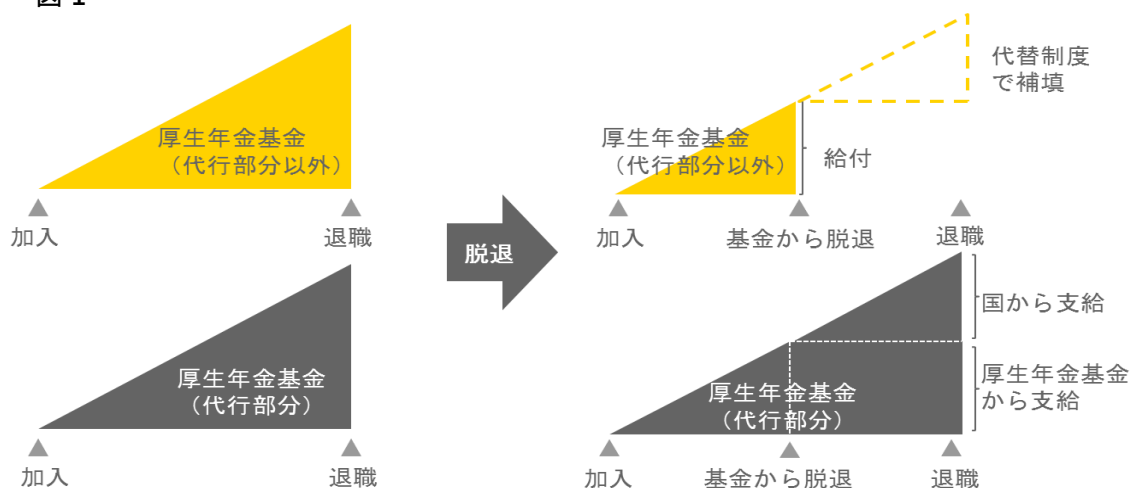 図1
厚生年金基金
（代行部分以外）
加入
退職
厚生年金基金
（代行部分）
加入
退職
脱退
代替制度
で補填
厚生年金基金
（代行部分以外）
給付
加入
基金から脱退
退職
国から支給
厚生年金基金
（代行部分）
厚生年金基金
から支給
加入
基金から脱退
退職